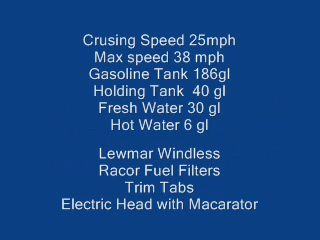 Crusing Speed 25mph
Max speed 38 mph
Gasoline Tank 186gl
Holding Tank  40 gl
Fresh Water 30 gl
Hot Water 6 gl
Lewmar Windless
Racor Fuel Filters
Trim Tabs
Electric Head with Macarator